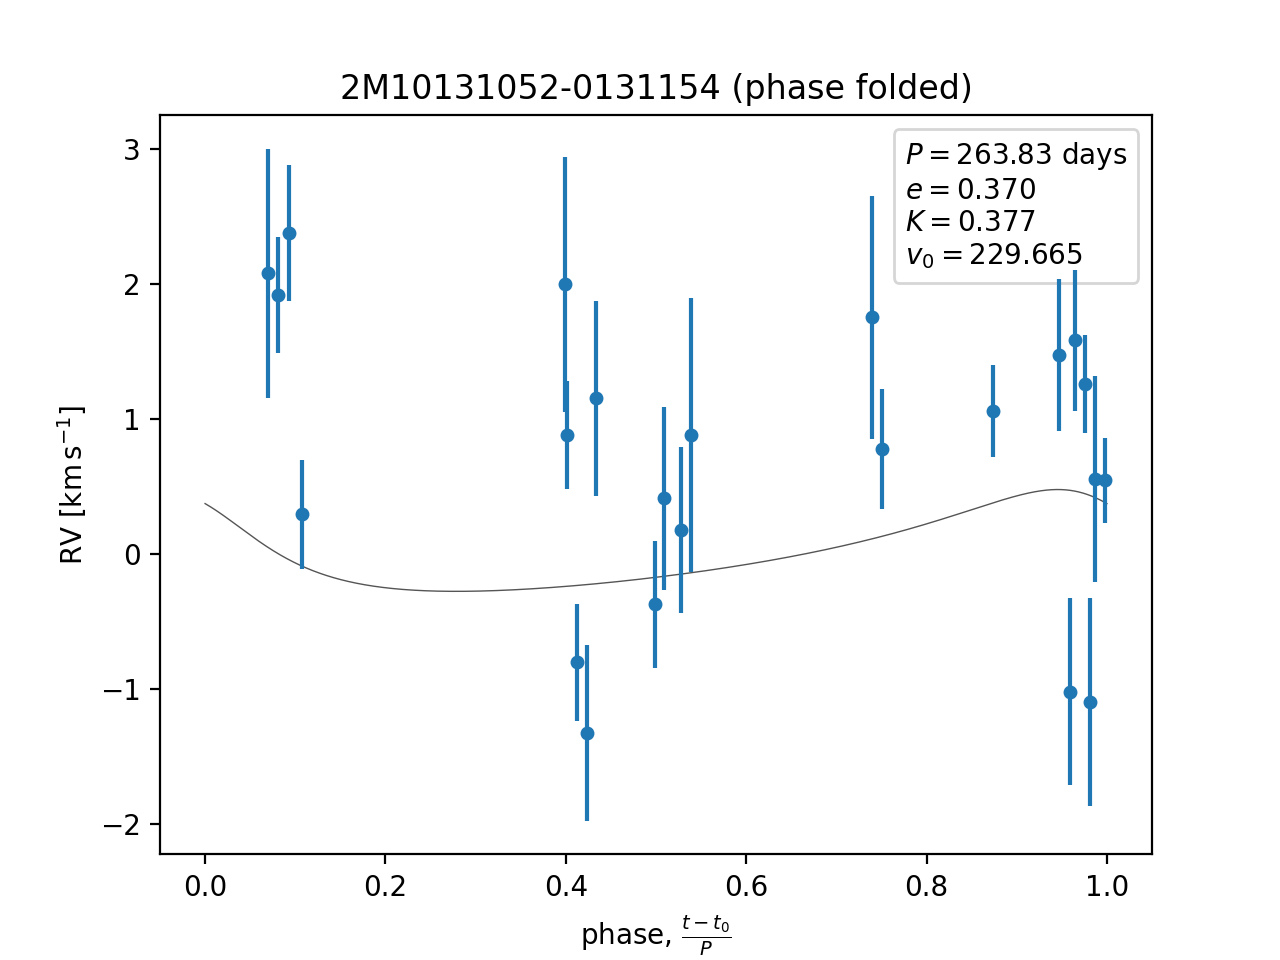 2M10131052-0131154 (phase folded)
P = 263.83 days
e = 0.370
K = 0.377
v₀ = 229.665
3
2
1
0
−1
−2
RV [km s⁻¹]
0.0 0.2 0.4 0.6 0.8 1.0
phase, (t − t₀)/P